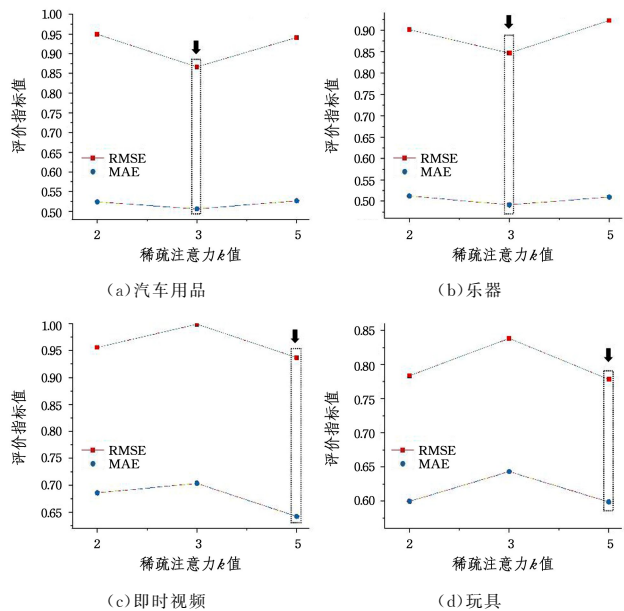 1.00
0.95
0.90
0.85
0.80
0.75
0.70
0.65
0.60
0.55
0.50
评价指标值
RMSE
MAE
2 3 5
稀疏注意力k值
(a)汽车用品
0.90
0.85
0.80
0.75
0.70
0.65
0.60
0.55
0.50
评价指标值
RMSE
MAE
2 3 5
稀疏注意力k值
(b)乐器
1.00
0.95
0.90
0.85
0.80
0.75
0.70
0.65
评价指标值
RMSE
MAE
2 3 5
稀疏注意力k值
(c)即时视频
0.85
0.80
0.75
0.70
0.65
0.60
评价指标值
RMSE
MAE
2 3 5
稀疏注意力k值
(d)玩具